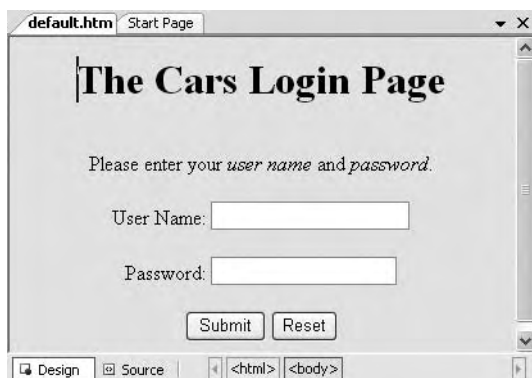 default.htm Start Page
The Cars Login Page
Please enter your user name and password.
User Name:
Password:
Submit Reset
Design Source <html> <body>